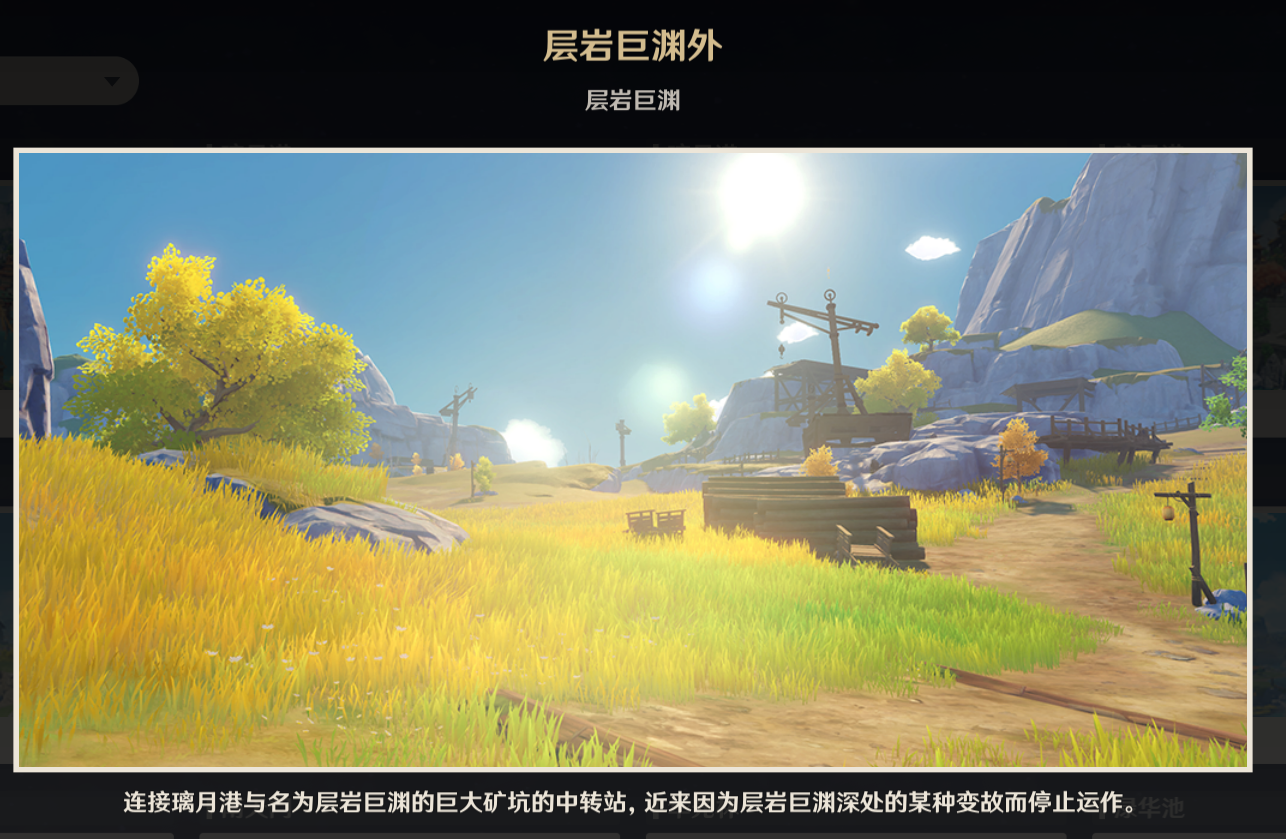 层岩巨渊外
层岩巨渊
连接璃月港与名为层岩巨渊的巨大矿坑的中转站，近来因为层岩巨渊深处的某种变故而停止运作。